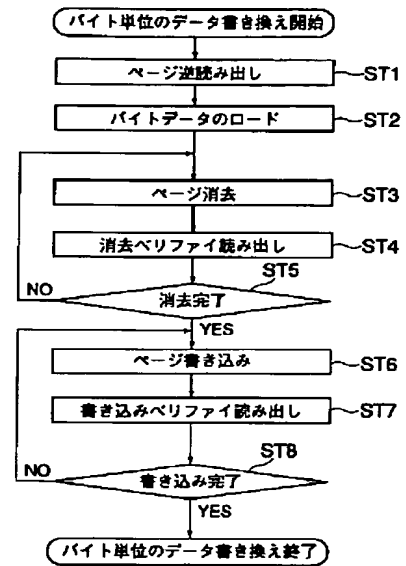 バイト単位のデータ書き換え開始
ページ逆読み出し ST1
バイトデータのロード ST2
ページ消去 ST3
消去ベリファイ読み出し ST4
ST5
NO 消去完了
YES
ページ書き込み ST6
書き込みベリファイ読み出し ST7
ST8
NO 書き込み完了
YES
バイト単位のデータ書き換え終了